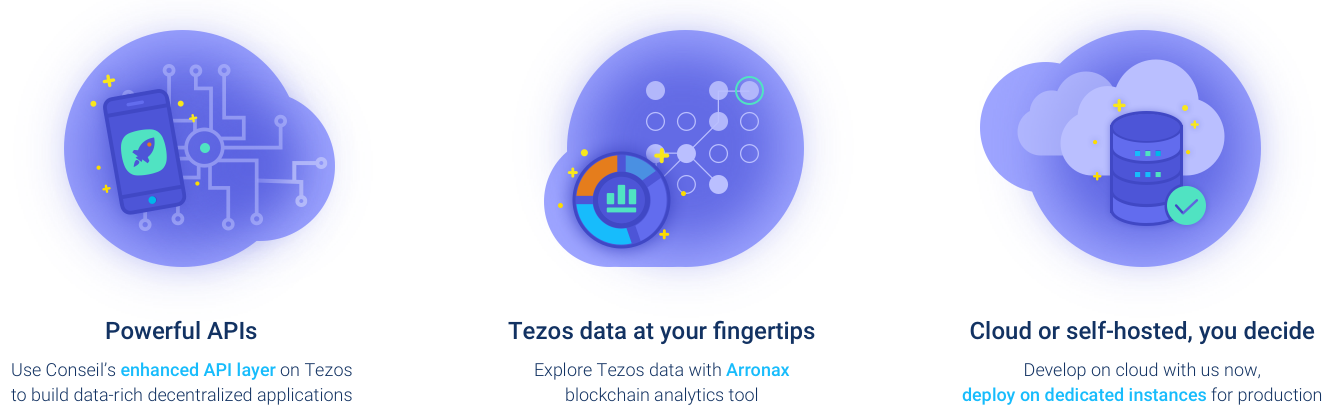 Powerful APIs
Use Conseil's enhanced API layer on Tezos
to build data-rich decentralized applications
Tezos data at your fingertips
Explore Tezos data with Arronax
blockchain analytics tool
Cloud or self-hosted, you decide
Develop on cloud with us now,
deploy on dedicated instances for production